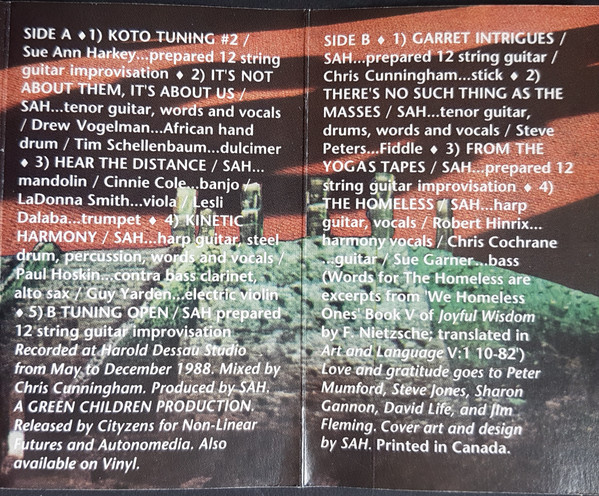 SIDE A ♦1) KOTO TUNING #2 /
Sue Ann Harkey...prepared 12 string
guitar improvisation ♦ 2) IT'S NOT
ABOUT THEM, IT'S ABOUT US /
SAH...tenor guitar, words and vocals
/ Drew Vogelman...African hand
drum / Tim Schellenbaum...dulcimer
♦ 3) HEAR THE DISTANCE / SAH...
mandolin / Cinnie Cole...banjo /
LaDonna Smith...viola / Lesli
Dalaba...trumpet ♦ 4) KINETIC
HARMONY / SAH...harp guitar, steel
drum, percussion, words and vocals /
Paul Hoskin...contra bass clarinet,
alto sax / Guy Yarden...electric violin
♦ 5) B TUNING OPEN / SAH prepared
12 string guitar improvisation
Recorded at Harold Dessau Studio
from May to December 1988. Mixed by
Chris Cunningham. Produced by SAH.
A GREEN CHILDREN PRODUCTION.
Released by Cityzens for Non-Linear
Futures and Autonomedia. Also
available on Vinyl.
SIDE B ♦ 1) GARRET INTRIGUES /
SAH...prepared 12 string guitar /
Chris Cunningham...stick ♦ 2)
THERE'S NO SUCH THING AS THE
MASSES / SAH...tenor guitar,
drums, words and vocals / Steve
Peters...Fiddle ♦ 3) FROM THE
YOGAS TAPES / SAH...prepared 12
string guitar improvisation ♦ 4)
THE HOMELESS / SAH...harp
guitar, vocals / Robert Hinrix...
harmony vocals / Chris Cochrane
...guitar / Sue Garner...bass
(Words for The Homeless are
excerpts from 'We Homeless
Ones' Book V of Joyful Wisdom
by F. Nietzsche; translated in
Art and Language V:1 10-82')
Love and gratitude goes to Peter
Mumford, Steve Jones, Sharon
Gannon, David Life, and Jim
Fleming. Cover art and design
by SAH. Printed in Canada.